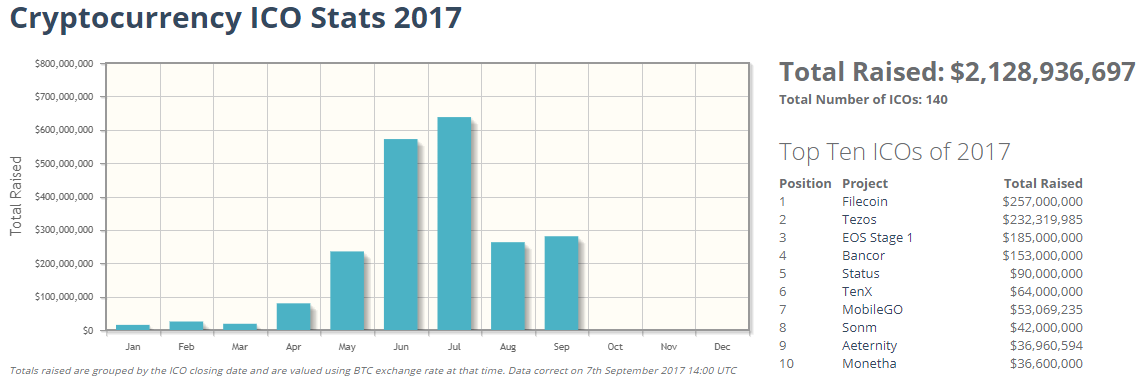 Cryptocurrency ICO Stats 2017
Total Raised
$800,000,000
$700,000,000
$600,000,000
$500,000,000
$400,000,000
$300,000,000
$200,000,000
$100,000,000
$0
Jan Feb Mar Apr May Jun Jul Aug Sep Oct Nov Dec
Totals raised are grouped by the ICO closing date and are valued using BTC exchange rate at that time. Data correct on 7th September 2017 14:00 UTC
Total Raised: $2,128,936,697
Total Number of ICOs: 140
Top Ten ICOs of 2017
Position Project Total Raised
1 Filecoin $257,000,000
2 Tezos $232,319,985
3 EOS Stage 1 $185,000,000
4 Bancor $153,000,000
5 Status $90,000,000
6 TenX $64,000,000
7 MobileGO $53,069,235
8 Sonm $42,000,000
9 Aeternity $36,960,594
10 Monetha $36,600,000